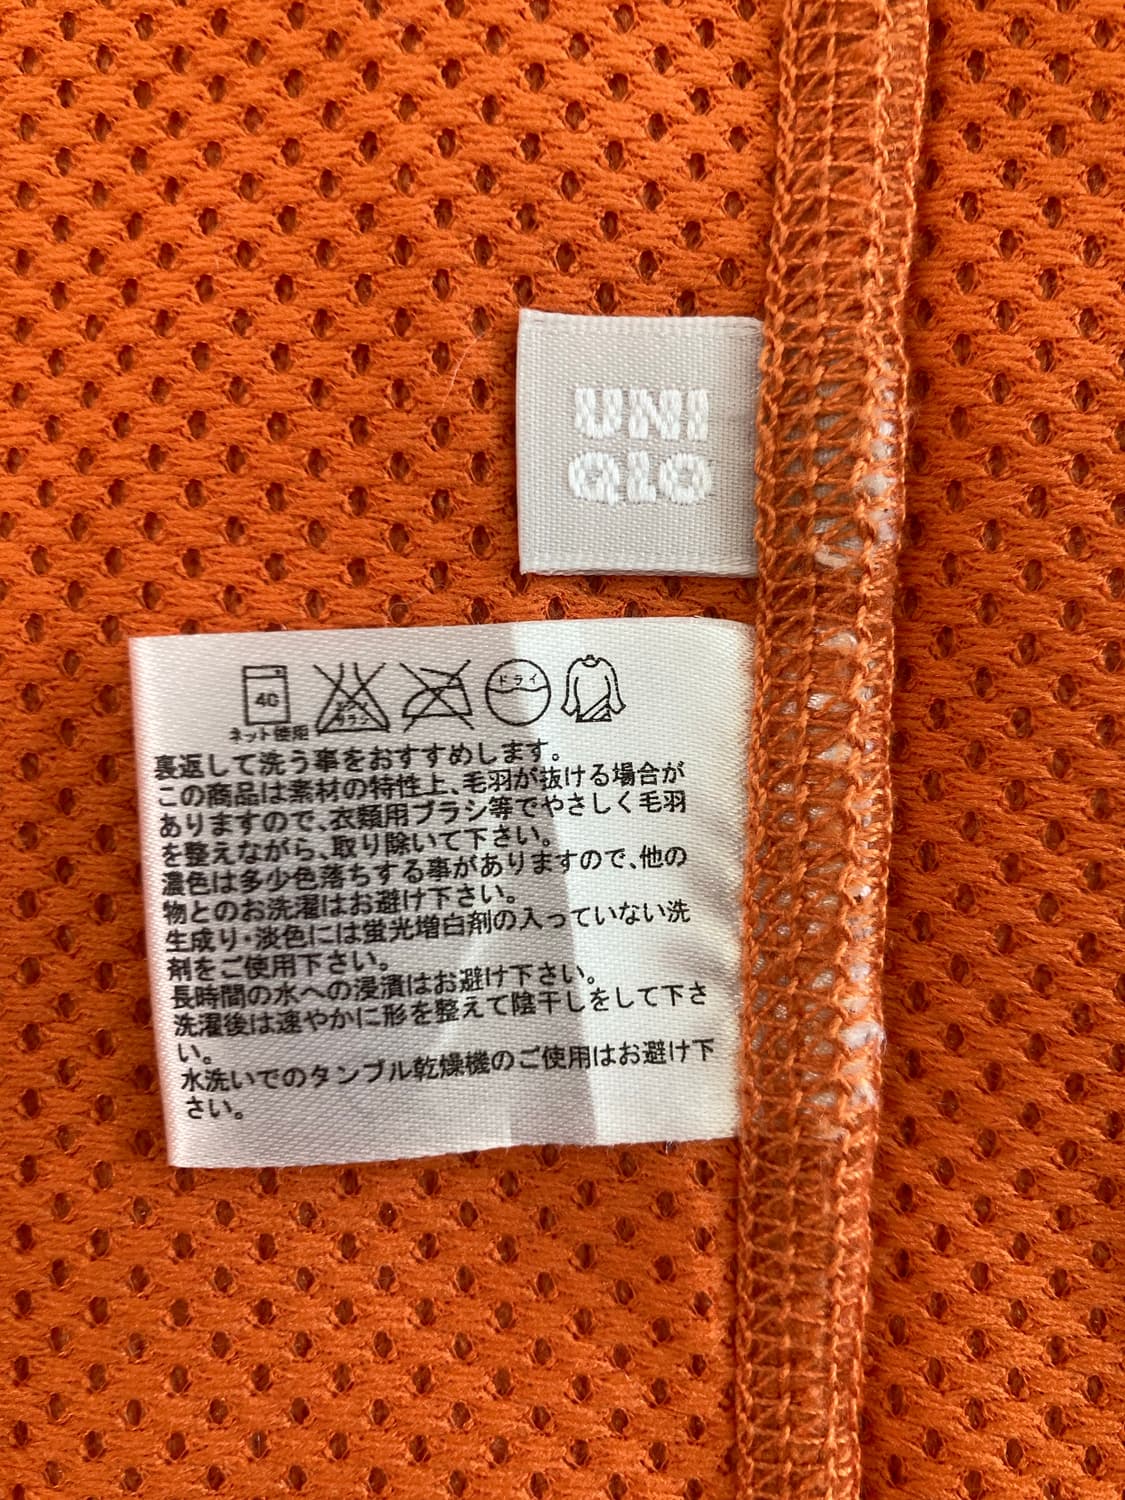 UNI
QLO
40
ネット使用
エンソ
サラシ
ドライ
裏返して洗う事をおすすめします。
この商品は素材の特性上、毛羽が抜ける場合が
ありますので、衣類用ブラシ等でやさしく毛羽
を整えながら、取り除いて下さい。
濃色は多少色落ちする事がありますので、他の
物とのお洗濯はお避け下さい。
生成り・淡色には蛍光増白剤の入っていない洗
剤をご使用下さい。
長時間の水への浸漬はお避け下さい。
洗濯後は速やかに形を整えて陰干しをして下さ
い。
水洗いでのタンブル乾燥機のご使用はお避け下
さい。